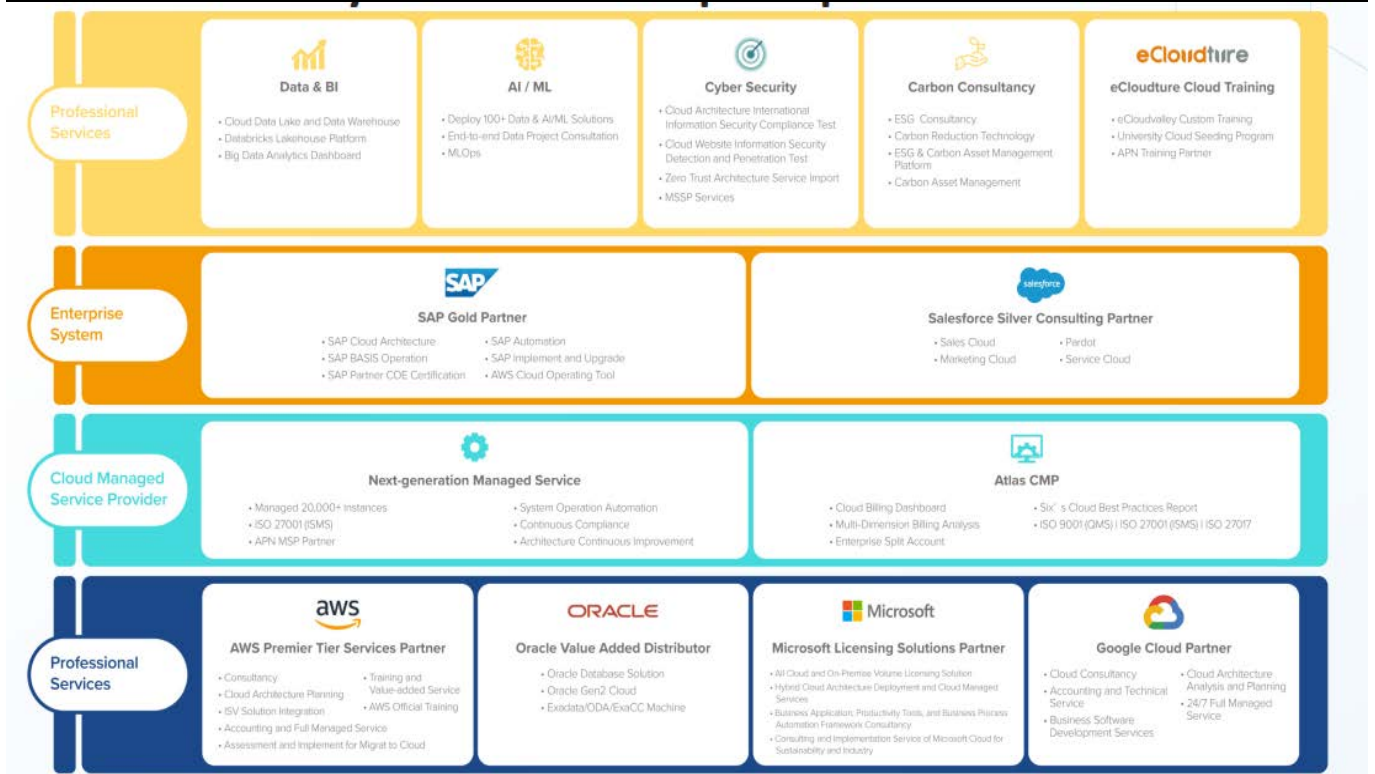 Professional
Services
Data & BI
• Cloud Data Lake and Data Warehouse
• Databricks Lakehouse Platform
• Big Data Analytics Dashboard
AI / ML
• Deploy 100+ Data & AI/ML Solutions
• End-to-end Data Project Consultation
• MLOps
Cyber Security
• Cloud Architecture International
Information Security Compliance Test
• Cloud Website Information Security
Detection and Penetration Test
• Zero Trust Architecture Service Import
• MSSP Services
Carbon Consultancy
• ESG Consultancy
• Carbon Reduction Technology
• ESG & Carbon Asset Management
Platform
• Carbon Asset Management
eCloudture
eCloudture Cloud Training
• eCloudvalley Custom Training
• University Cloud Seeding Program
• APN Training Partner
Enterprise
System
SAP
SAP Gold Partner
• SAP Cloud Architecture
• SAP BASIS Operation
• SAP Partner COE Certification
• SAP Automation
• SAP Implement and Upgrade
• AWS Cloud Operating Tool
salesforce
Salesforce Silver Consulting Partner
• Sales Cloud
• Marketing Cloud
• Pardot
• Service Cloud
Cloud Managed
Service Provider
Next-generation Managed Service
• Managed 20,000+ Instances
• ISO 27001 (ISMS)
• APN MSP Partner
• System Operation Automation
• Continuous Compliance
• Architecture Continuous Improvement
Atlas CMP
• Cloud Billing Dashboard
• Multi-Dimension Billing Analysis
• Enterprise Split Account
• Six' s Cloud Best Practices Report
• ISO 9001 (QMS) | ISO 27001 (ISMS) | ISO 27017
Professional
Services
aws
AWS Premier Tier Services Partner
• Consultancy
• Cloud Architecture Planning
• ISV Solution Integration
• Accounting and Full Managed Service
• Assessment and Implement for Migrat to Cloud
• Training and
Value-added Service
• AWS Official Training
ORACLE
Oracle Value Added Distributor
• Oracle Database Solution
• Oracle Gen2 Cloud
• Exadata/ODA/ExaCC Machine
Microsoft
Microsoft Licensing Solutions Partner
• All Cloud and On-Premise Volume Licensing Solution
• Hybrid Cloud Architecture Deployment and Cloud Managed
Services
• Business Application, Productivity Tools, and Business Process
Automation Framework Consultancy
• Consulting and Implementation Service of Microsoft Cloud for
Sustainability and Industry
Google Cloud Partner
• Cloud Consultancy
• Accounting and Technical
Service
• Business Software
Development Services
• Cloud Architecture
Analysis and Planning
• 24/7 Full Managed
Service